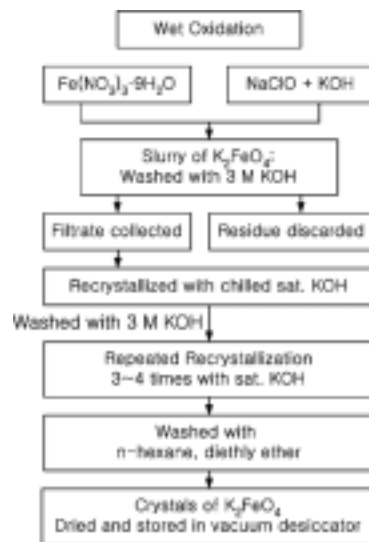 Wet Oxidation
Fe(NO₃)₃·9H₂O
NaClO + KOH
Slurry of K₂FeO₄:
Washed with 3 M KOH
Filtrate collected
Residue discarded
Recrystallized with chilled sat. KOH
Washed with 3 M KOH
Repeated Recrystallization
3~4 times with sat. KOH
Washed with
n-hexane, diethly ether
Crystals of K₂FeO₄
Dried and stored in vacuum desiccator